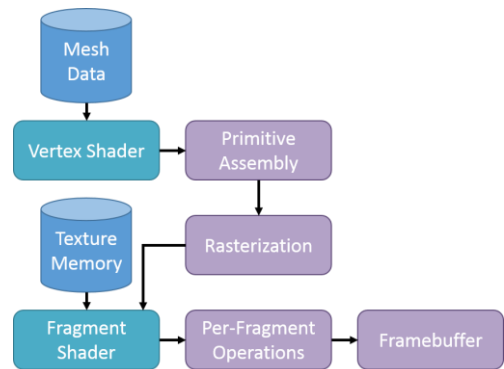 Mesh
Data
Vertex Shader
Primitive
Assembly
Texture
Memory
Rasterization
Fragment
Shader
Per-Fragment
Operations
Framebuffer